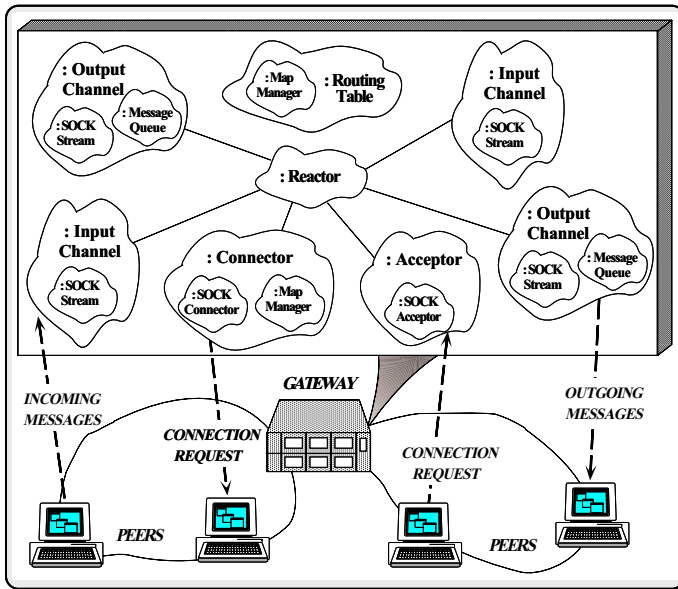 : Output
Channel
: SOCK
Stream
: Message
Queue
: Map
Manager
: Routing
Table
: Input
Channel
: SOCK
Stream
: Reactor
: Input
Channel
: SOCK
Stream
: Connector
: SOCK
Connector
: Map
Manager
: Acceptor
: SOCK
Acceptor
: Output
Channel
: SOCK
Stream
: Message
Queue
INCOMING
MESSAGES
GATEWAY
CONNECTION
REQUEST
CONNECTION
REQUEST
OUTGOING
MESSAGES
PEERS
PEERS